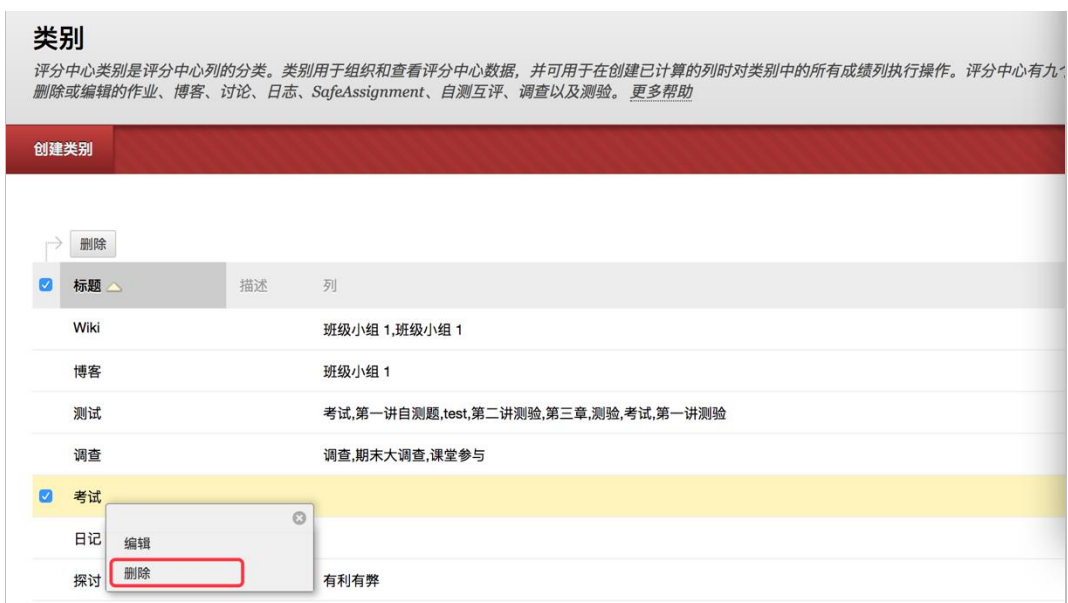 类别
评分中心类别是评分中心列的分类。类别用于组织和查看评分中心数据，并可用于在创建已计算的列时对类别中的所有成绩列执行操作。评分中心有九
删除或编辑的作业、博客、讨论、日志、SafeAssignment、自测互评、调查以及测验。 更多帮助
创建类别
删除
标题 描述 列
Wiki 班级小组 1,班级小组 1
博客 班级小组 1
测试 考试,第一讲自测题,test,第二讲测验,第三章,测验,考试,第一讲测验
调查 调查,期末大调查,课堂参与
考试
日记
编辑
探讨 有利有弊
删除